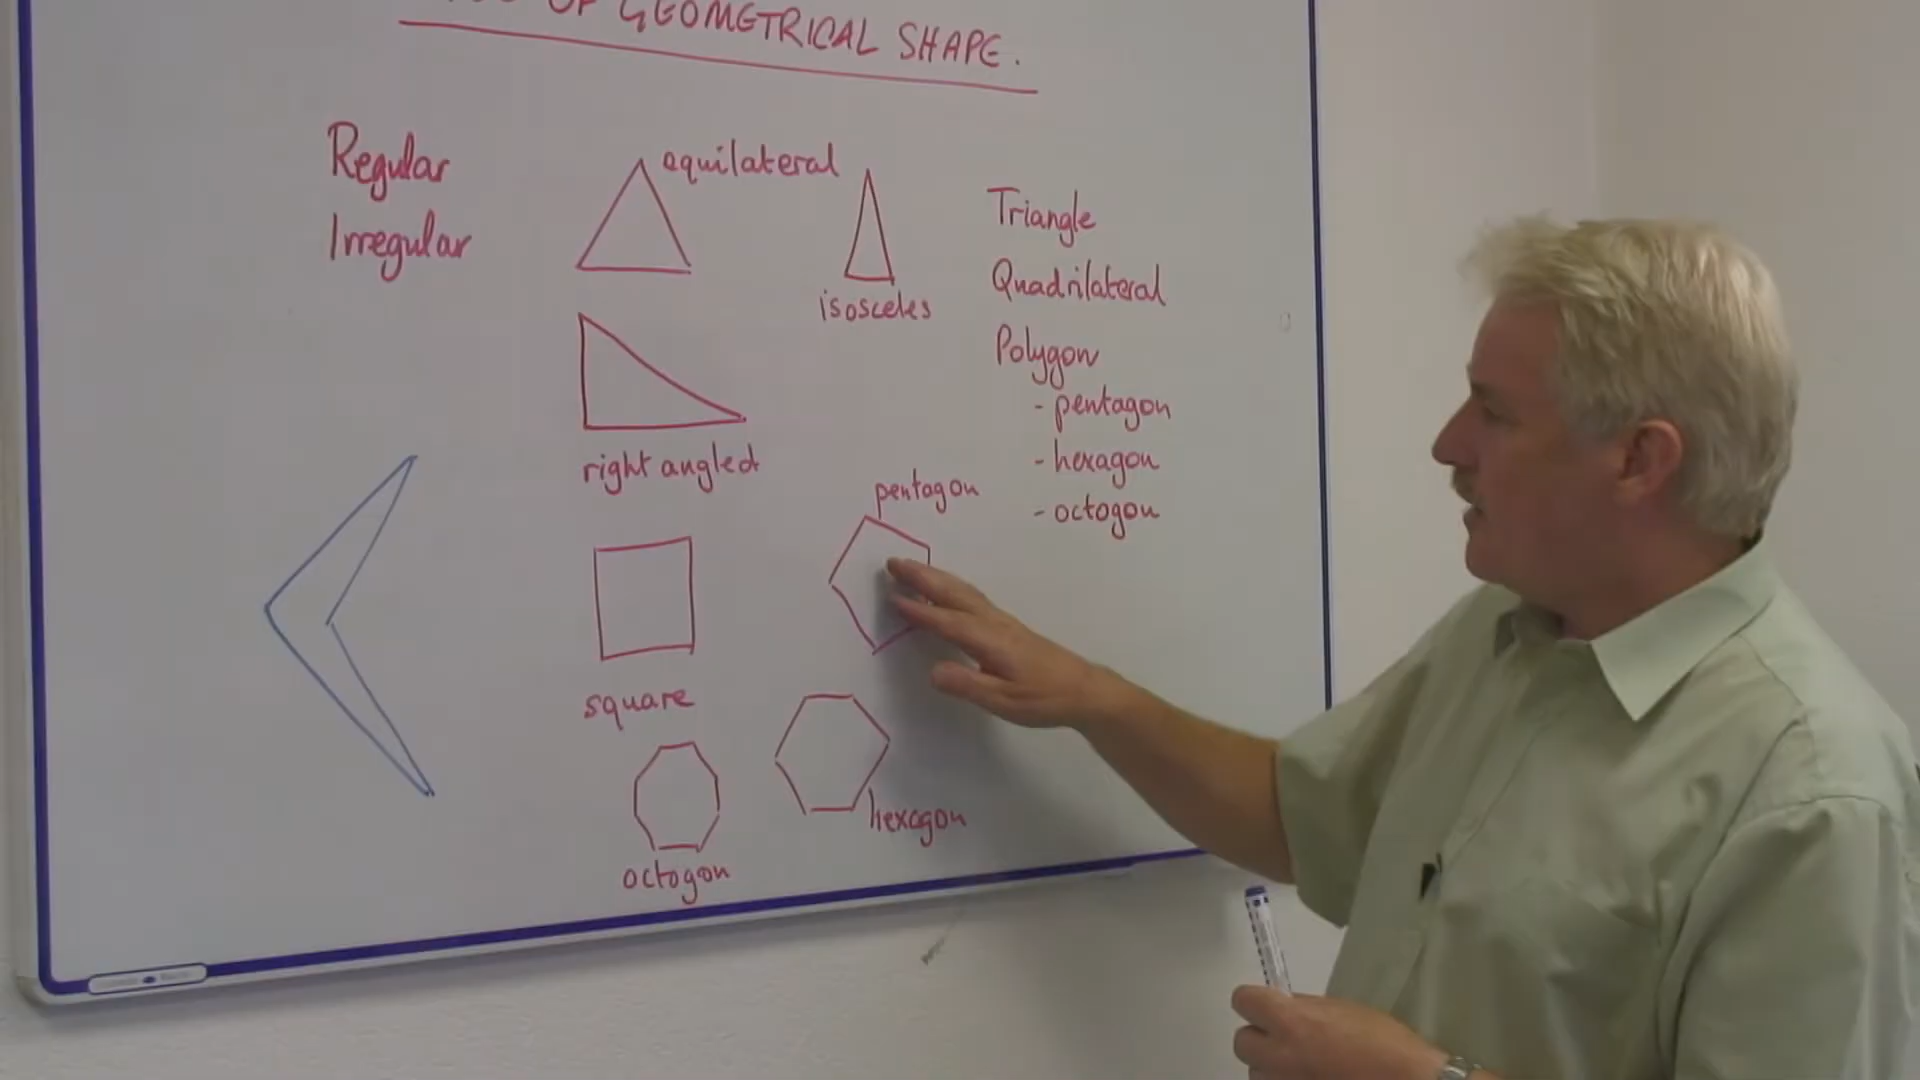 OF GEOMETRICAL SHAPE.
Regular
Irregular
equilateral
isosceles
right angled
square
octogon
pentagon
hexagon
Triangle
Quadrilateral
Polygon
- pentagon
- hexagon
- octogon